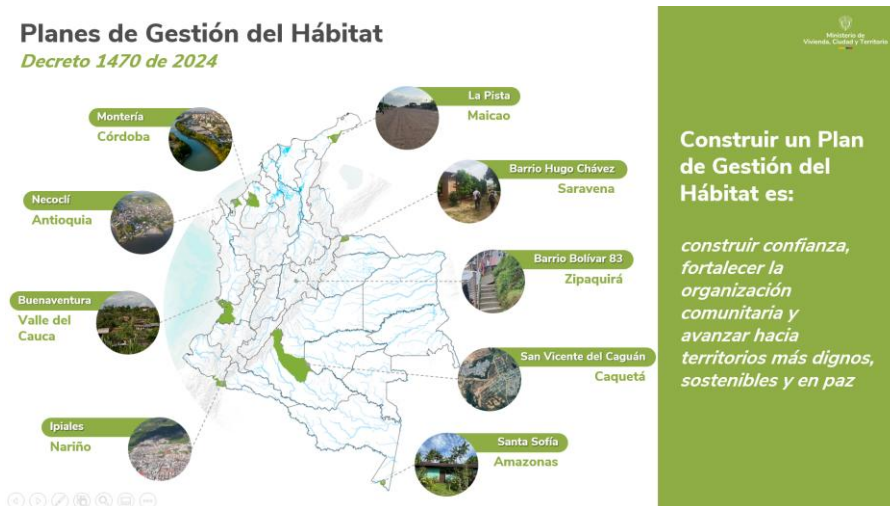 Planes de Gestión del Hábitat
Decreto 1470 de 2024
Montería
Córdoba
Necoclí
Antioquia
Buenaventura
Valle del
Cauca
Ipiales
Nariño
La Pista
Maicao
Barrio Hugo Chávez
Saravena
Barrio Bolívar 83
Zipaquirá
San Vicente del Caguán
Caquetá
Santa Sofía
Amazonas
Ministerio de
Vivienda, Ciudad y Territorio
Construir un Plan
de Gestión del
Hábitat es:
construir confianza,
fortalecer la
organización
comunitaria y
avanzar hacia
territorios más dignos,
sostenibles y en paz